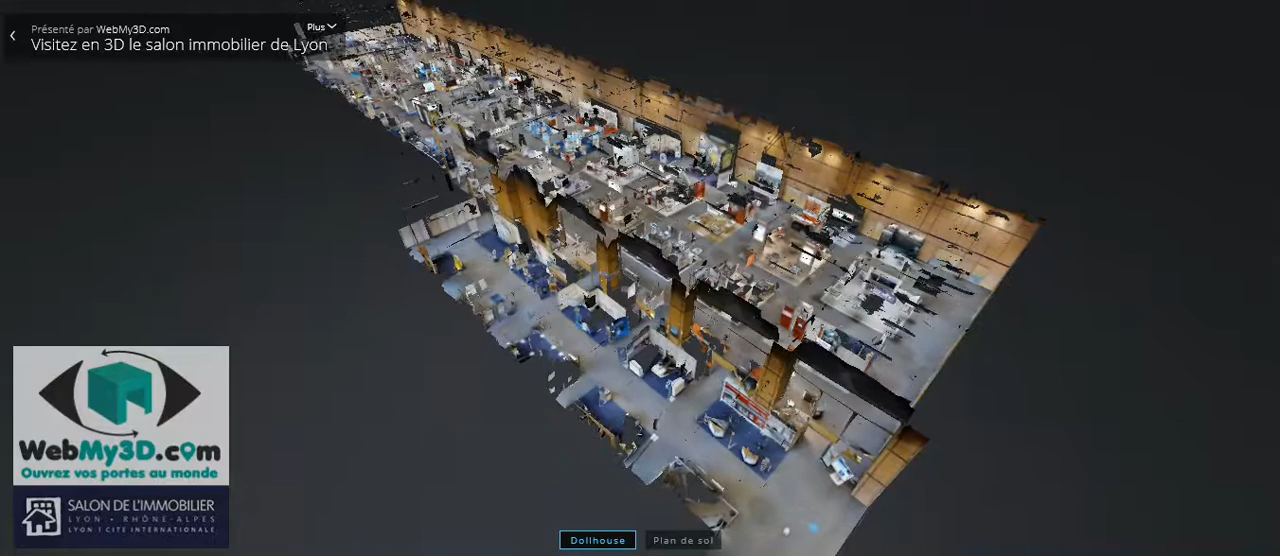 Présenté par WebMy3D.com
Plus
Visitez en 3D le salon immobilier de Lyon
WebMy3D.com
Ouvrez vos portes au monde
SALON DE L'IMMOBILIER
LYON • RHÔNE-ALPES
LYON | CITÉ INTERNATIONALE
Dollhouse
Plan de sol